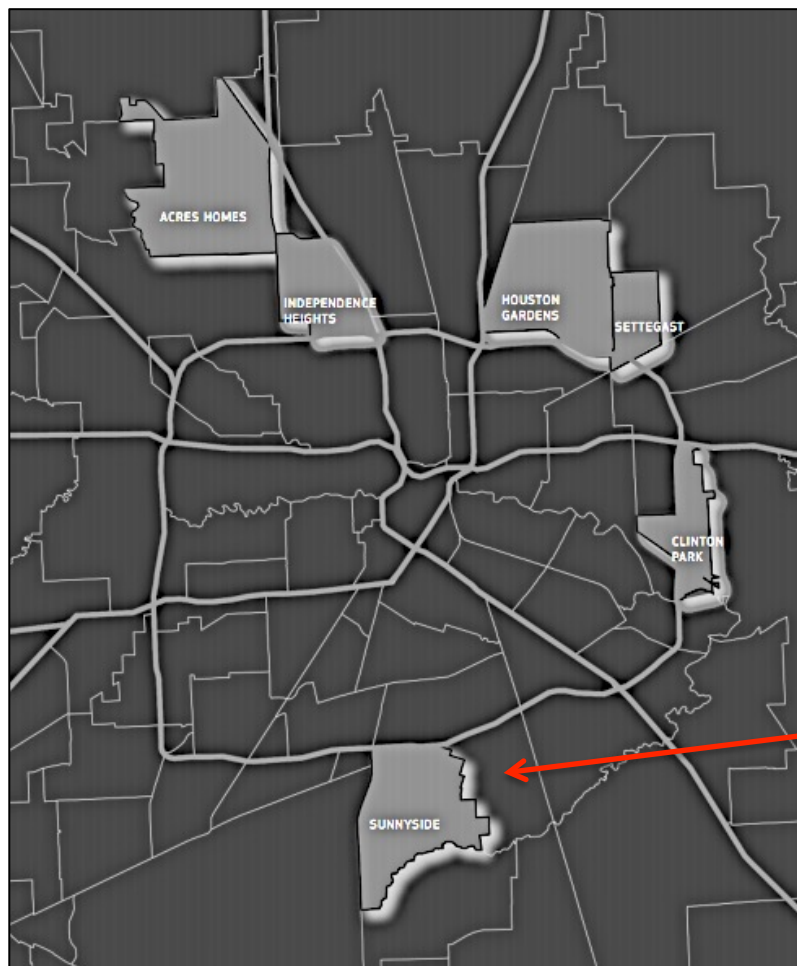 ACRES HOMES
INDEPENDENCE
HEIGHTS
HOUSTON
GARDENS
SETTEGAST
CLINTON
PARK
SUNNYSIDE